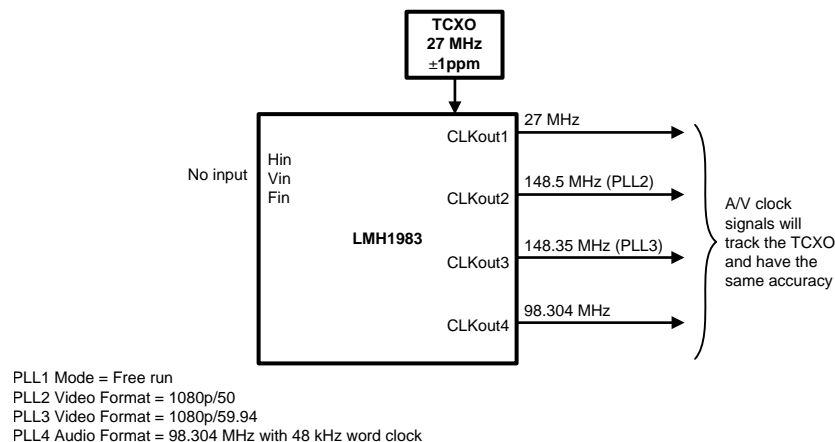 TCXO
27 MHz
±1ppm
No input
Hin
Vin
Fin
LMH1983
CLKout1
27 MHz
CLKout2
148.5 MHz (PLL2)
CLKout3
148.35 MHz (PLL3)
CLKout4
98.304 MHz
A/V clock
signals will
track the TCXO
and have the
same accuracy
PLL1 Mode = Free run
PLL2 Video Format = 1080p/50
PLL3 Video Format = 1080p/59.94
PLL4 Audio Format = 98.304 MHz with 48 kHz word clock